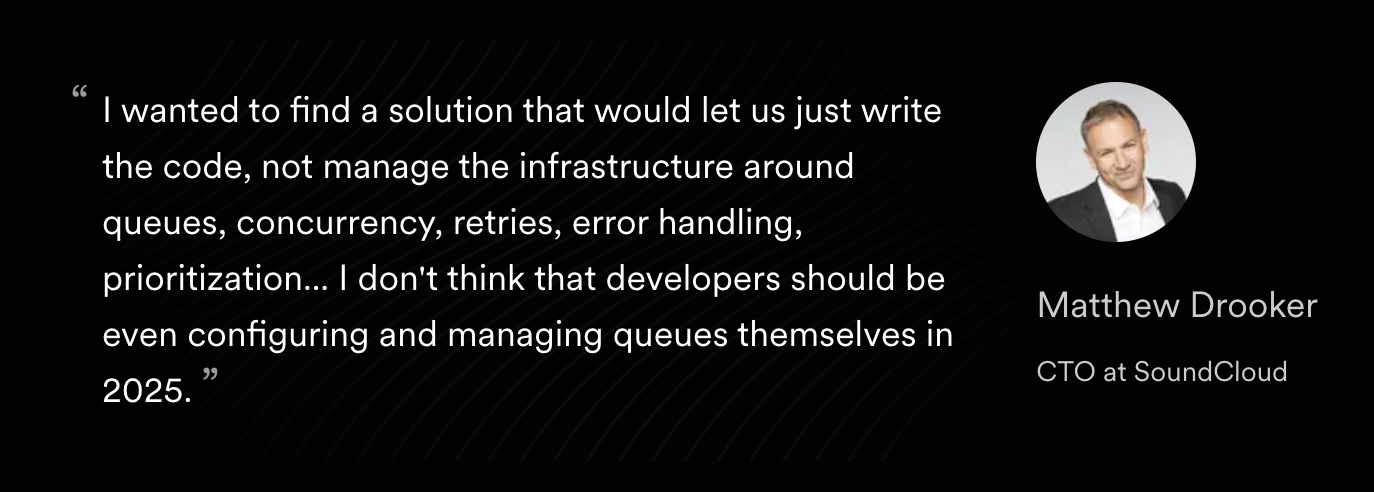 “ I wanted to find a solution that would let us just write
the code, not manage the infrastructure around
queues, concurrency, retries, error handling,
prioritization... I don't think that developers should be
even configuring and managing queues themselves in
2025. ”
Matthew Drooker
CTO at SoundCloud